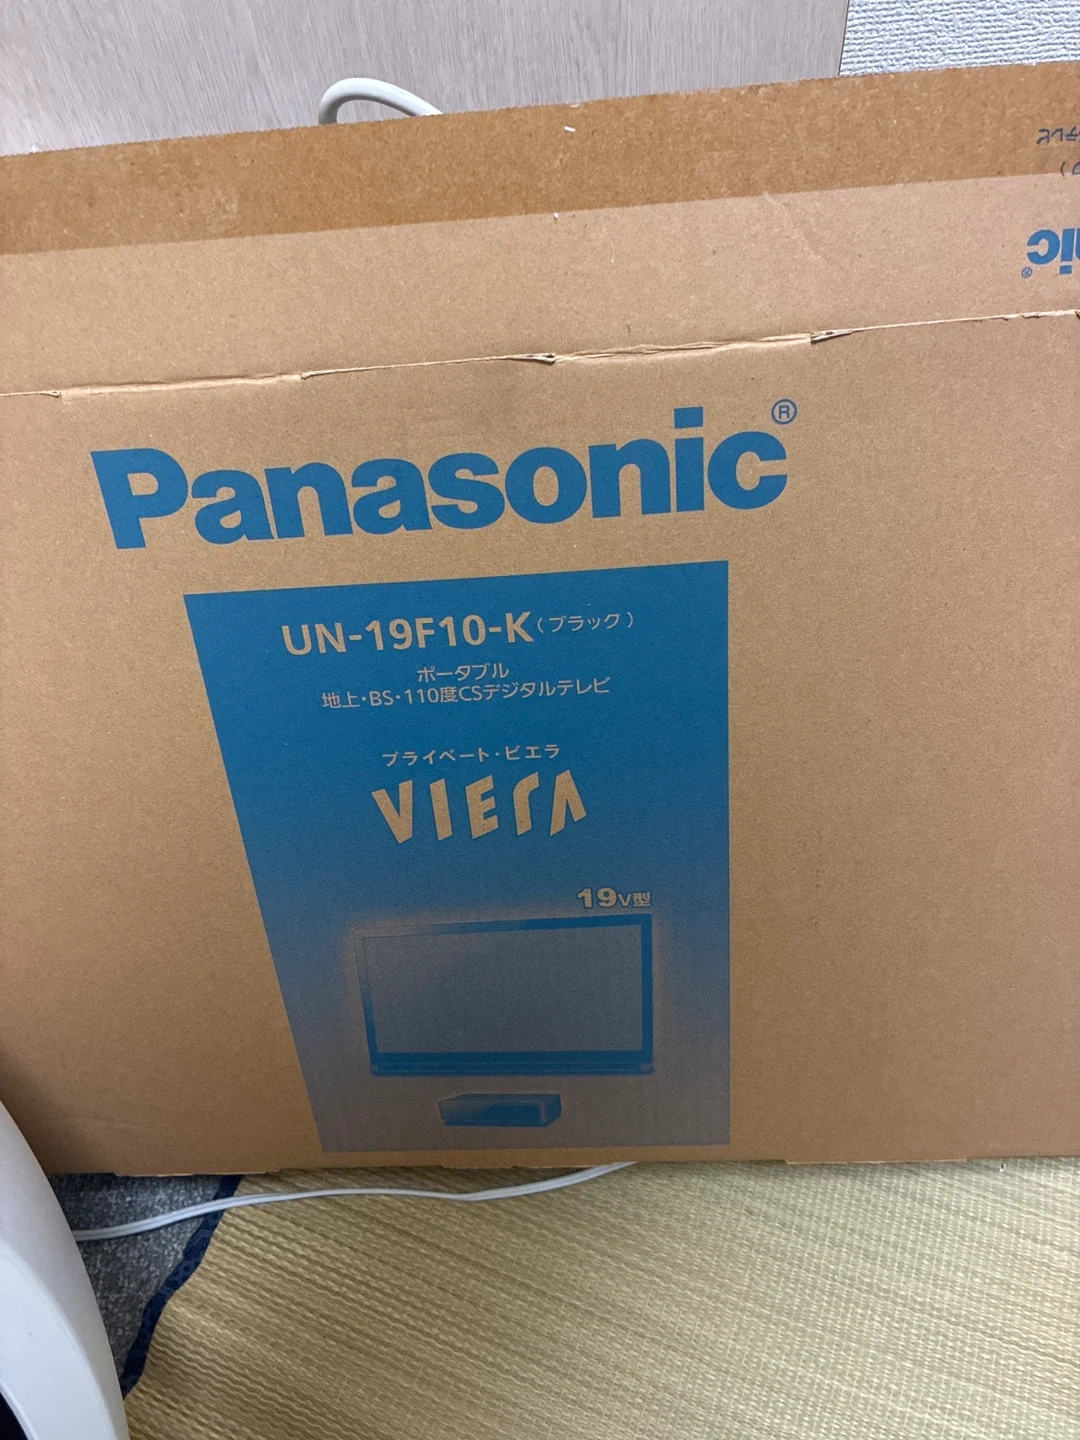 Panasonic®
UN-19F10-K（ブラック）
ポータブル
地上・BS・110度CSデジタルテレビ
プライベート・ビエラ
VIERA
19V型